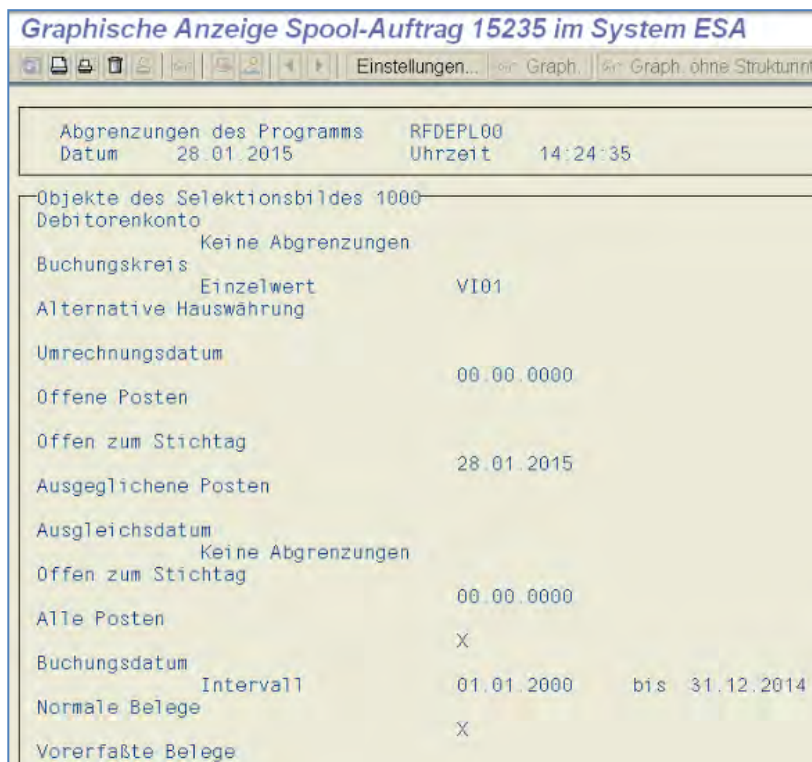 Graphische Anzeige Spool-Auftrag 15235 im System ESA
Einstellungen... Graph. Graph. ohne Strukturinf
Abgrenzungen des Programms RFDEPL00
Datum 28.01.2015 Uhrzeit 14:24:35
Objekte des Selektionsbildes 1000
Debitorenkonto
Keine Abgrenzungen
Buchungskreis
Einzelwert VI01
Alternative Hauswährung
Umrechnungsdatum
00.00.0000
Offene Posten
Offen zum Stichtag
28.01.2015
Ausgeglichene Posten
Ausgleichsdatum
Keine Abgrenzungen
Offen zum Stichtag
00.00.0000
Alle Posten
X
Buchungsdatum
Intervall 01.01.2000 bis 31.12.2014
Normale Belege
X
Vorerfaßte Belege